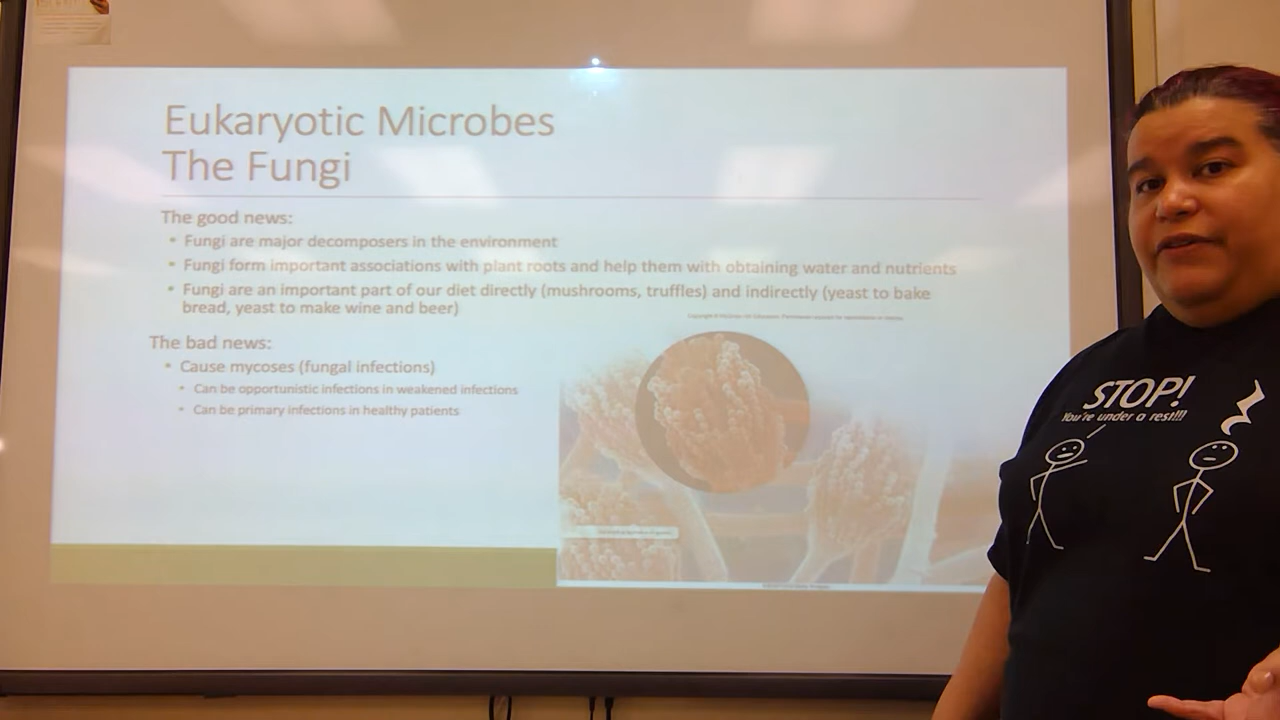 Eukaryotic Microbes
The Fungi
The good news:
• Fungi are major decomposers in the environment
• Fungi form important associations with plant roots and help them with obtaining water and nutrients
• Fungi are an important part of our diet directly (mushrooms, truffles) and indirectly (yeast to bake
bread, yeast to make wine and beer)
The bad news:
• Cause mycoses (fungal infections)
• Can be opportunistic infections in weakened infections
• Can be primary infections in healthy patients
STOP!
You're under a rest!!!